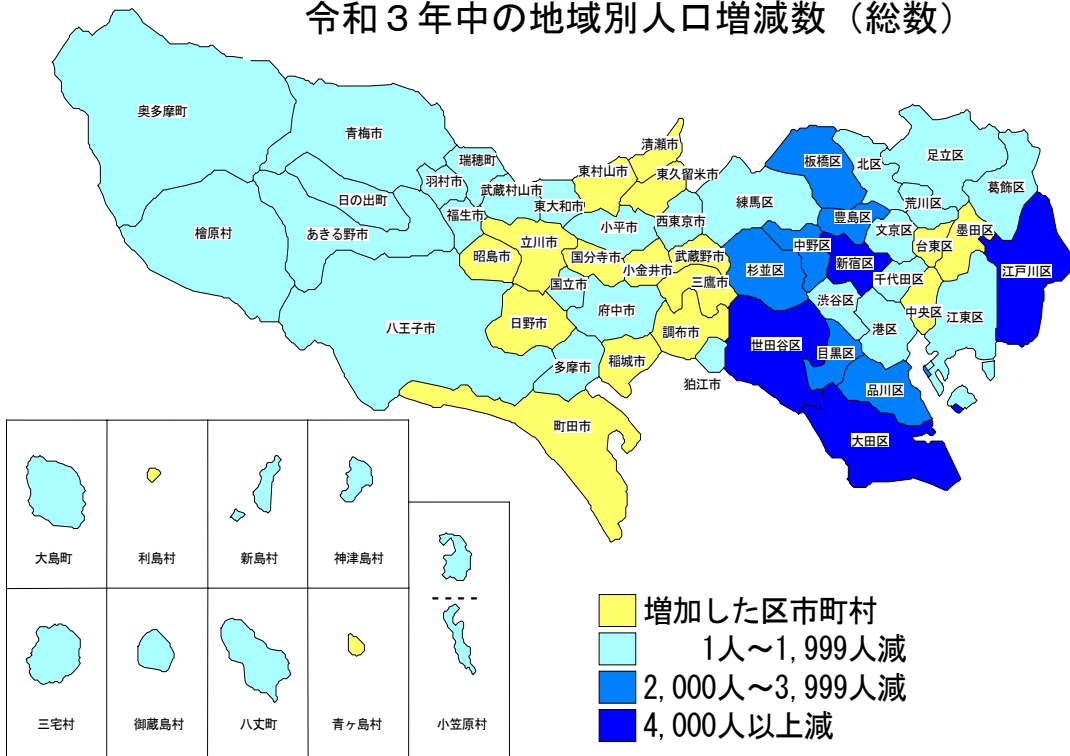 令和３年中の地域別人口増減数（総数）
奥多摩町
青梅市
瑞穂町
羽村市
日の出町
福生市
武蔵村山市
東大和市
東村山市
清瀬市
東久留米市
檜原村
あきる野市
昭島市
立川市
小平市
西東京市
国分寺市
小金井市
武蔵野市
国立市
三鷹市
府中市
八王子市
日野市
調布市
多摩市
稲城市
狛江市
町田市
板橋区
北区
足立区
葛飾区
練馬区
荒川区
豊島区
文京区
墨田区
台東区
中野区
新宿区
杉並区
千代田区
江戸川区
渋谷区
中央区
江東区
港区
世田谷区
目黒区
品川区
大田区
大島町
利島村
新島村
神津島村
三宅村
御蔵島村
八丈町
青ヶ島村
小笠原村
増加した区市町村
1人～1,999人減
2,000人～3,999人減
4,000人以上減